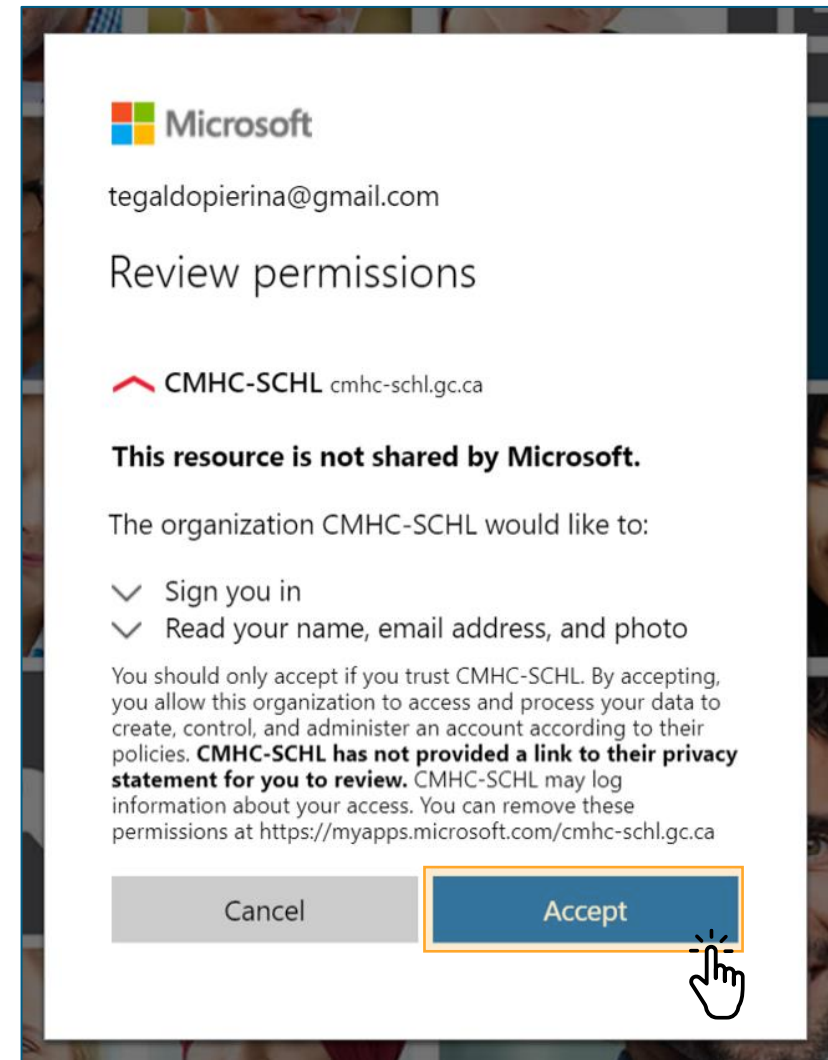 Microsoft
tegaldopierina@gmail.com
Review permissions
CMHC-SCHL cmhc-schl.gc.ca
This resource is not shared by Microsoft.
The organization CMHC-SCHL would like to:
Sign you in
Read your name, email address, and photo
You should only accept if you trust CMHC-SCHL. By accepting,
you allow this organization to access and process your data to
create, control, and administer an account according to their
policies. CMHC-SCHL has not provided a link to their privacy
statement for you to review. CMHC-SCHL may log
information about your access. You can remove these
permissions at https://myapps.microsoft.com/cmhc-schl.gc.ca
Cancel Accept